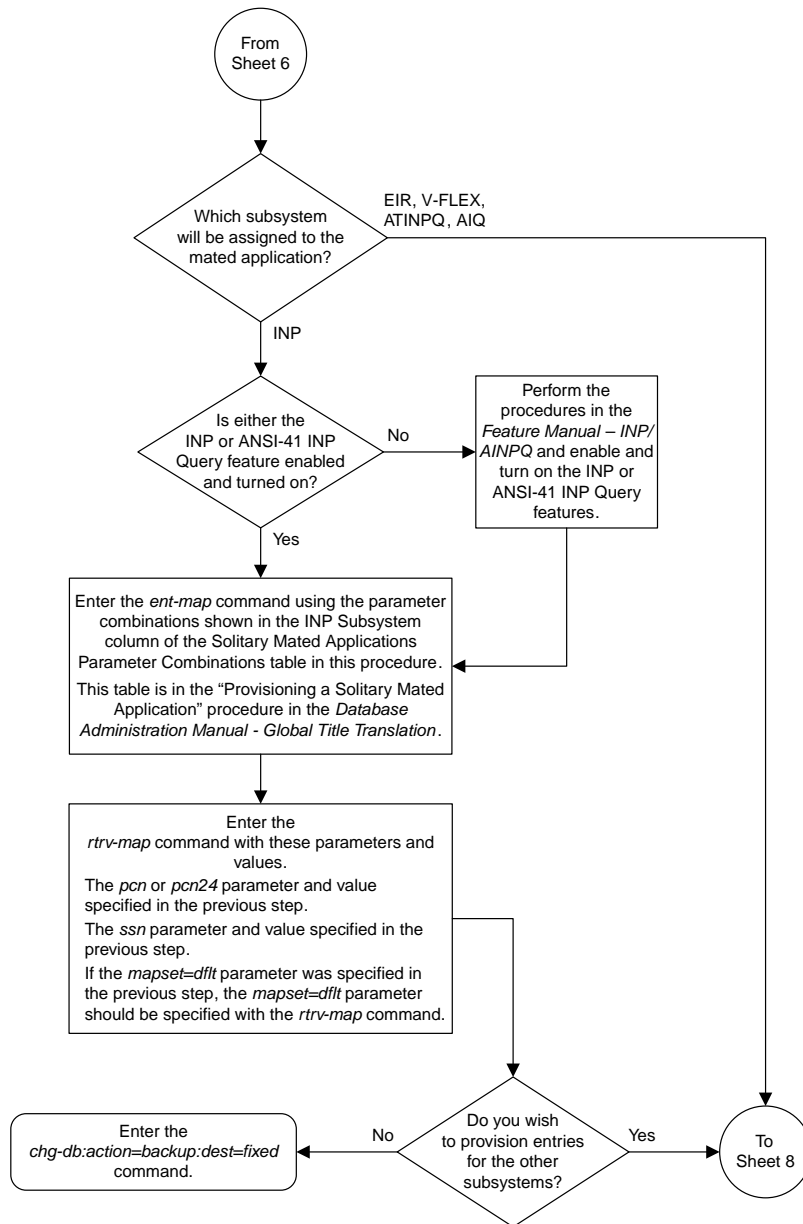 From
Sheet 6
Which subsystem
will be assigned to the
mated application?
EIR, V-FLEX,
ATINPQ, AIQ
INP
Is either the
INP or ANSI-41 INP
Query feature enabled
and turned on?
No
Perform the
procedures in the
Feature Manual – INP/
AINPQ and enable and
turn on the INP or
ANSI-41 INP Query
features.
Yes
Enter the ent-map command using the parameter
combinations shown in the INP Subsystem
column of the Solitary Mated Applications
Parameter Combinations table in this procedure.
This table is in the “Provisioning a Solitary Mated
Application” procedure in the Database
Administration Manual - Global Title Translation.
Enter the
rtrv-map command with these parameters and
values.
The pcn or pcn24 parameter and value
specified in the previous step.
The ssn parameter and value specified in the
previous step.
If the mapset=dflt parameter was specified in
the previous step, the mapset=dflt parameter
should be specified with the rtrv-map command.
Do you wish
to provision entries
for the other
subsystems?
No
Yes
Enter the
chg-db:action=backup:dest=fixed
command.
To
Sheet 8